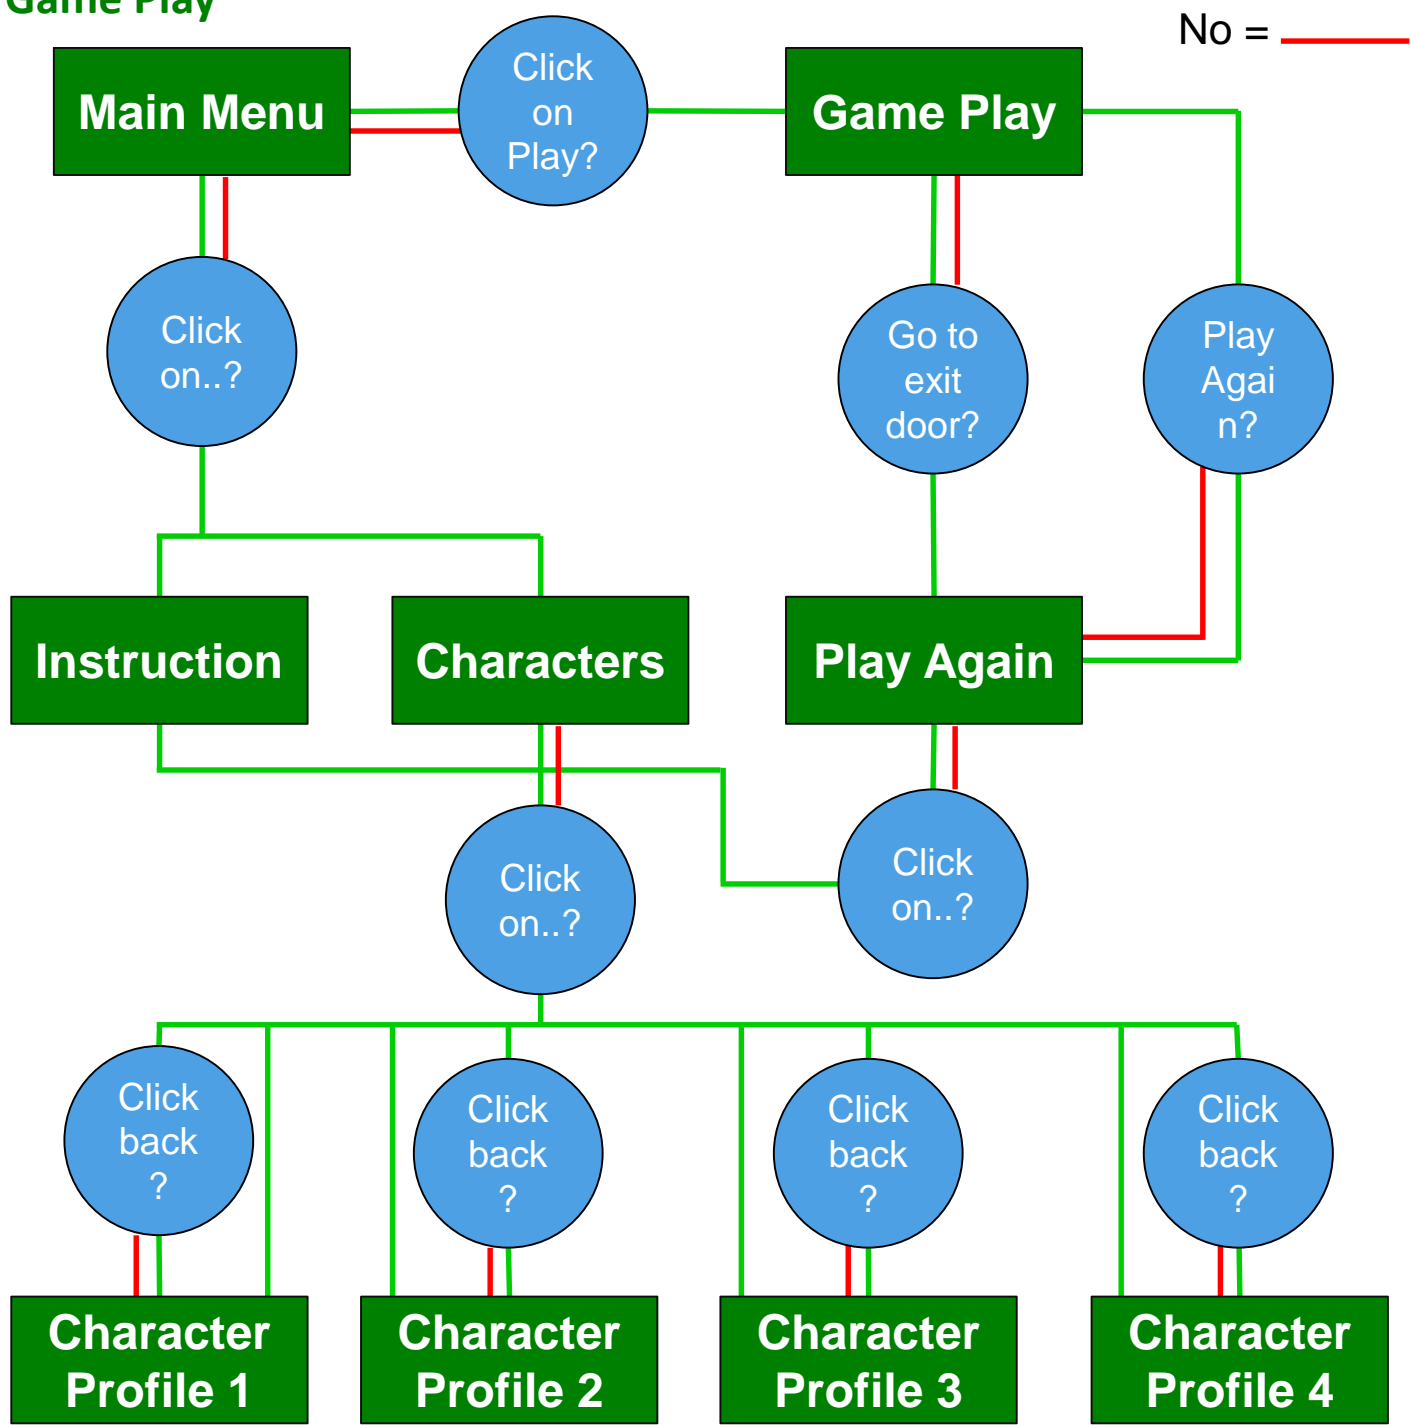 Game Play
No =
Click
on
Play?
Main Menu
Game Play
Click
on..?
Go to
exit
door?
Play
Agai
n?
Instruction
Characters
Play Again
Click
on..?
Click
on..?
Click
back
?
Click
back
?
Click
back
?
Click
back
?
Character
Profile 1
Character
Profile 2
Character
Profile 3
Character
Profile 4